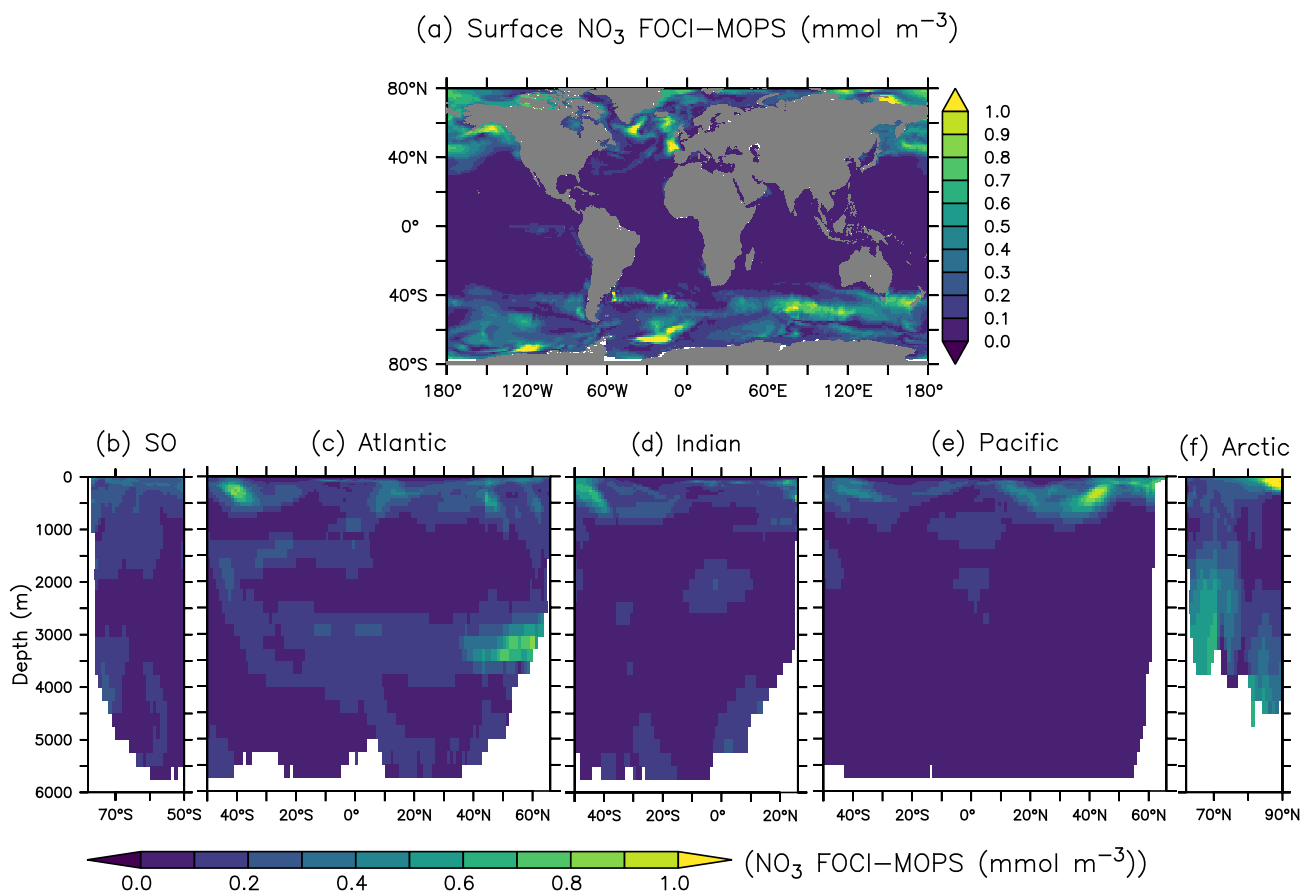 (a) Surface NO₃ FOCI−MOPS (mmol m⁻³)
80°N
40°N
0°
40°S
80°S
180° 120°W 60°W 0° 60°E 120°E 180°
1.0
0.9
0.8
0.7
0.6
0.5
0.4
0.3
0.2
0.1
0.0
(b) SO (c) Atlantic (d) Indian (e) Pacific (f) Arctic
Depth (m)
0
1000
2000
3000
4000
5000
6000
70°S 50°S 40°S 20°S 0° 20°N 40°N 60°N 40°S 20°S 0° 20°N 40°S 20°S 0° 20°N 40°N 60°N 70°N 90°N
0.0 0.2 0.4 0.6 0.8 1.0
(NO₃ FOCI−MOPS (mmol m⁻³))